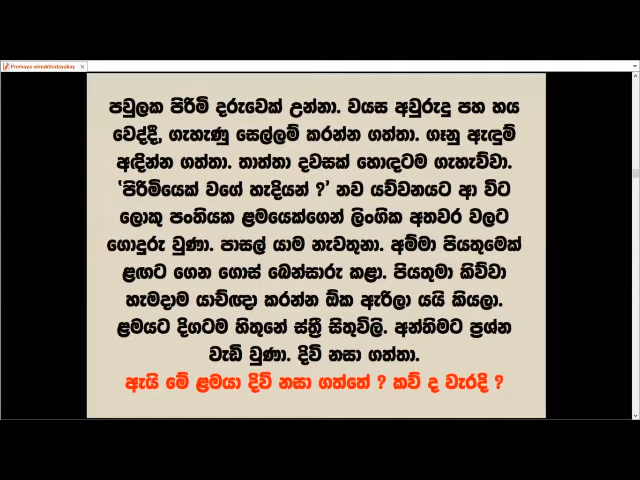 Premaya vimukthidayakay
පවුලක පිරිමි දරුවෙක් උන්නා. වයස අවුරුදු පහ හය
වෙද්දී, ගැහැණු සෙල්ලම් කරන්න ගත්තා. ගෑනු ඇඳුම්
අඳින්න ගත්තා. තාත්තා දවසක් හොඳටම ගැහැව්වා.
‘පිරිමියෙක් වගේ හැදියන් ?’ නව යව්වනයට ආ විට
ලොකු පංතියක ළමයෙක්ගෙන් ලිංගික අතවර වලට
ගොදුරු වුණා. පාසල් යාම නැවතුනා. අම්මා පියතුමෙක්
ළඟට ගෙන ගොස් බෙන්සාරු කළා. පියතුමා කිව්වා
හැමදාම යාච්ඥා කරන්න ඕක ඇරිලා යයි කියලා.
ළමයට දිගටම හිතුනේ ස්ත්‍රී සිතුවිලි. අන්තිමට ප්‍රශ්න
වැඩි වුණා. දිවි නසා ගත්තා.
ඇයි මේ ළමයා දිවි නසා ගත්තේ ? කව් ද වැරදි ?